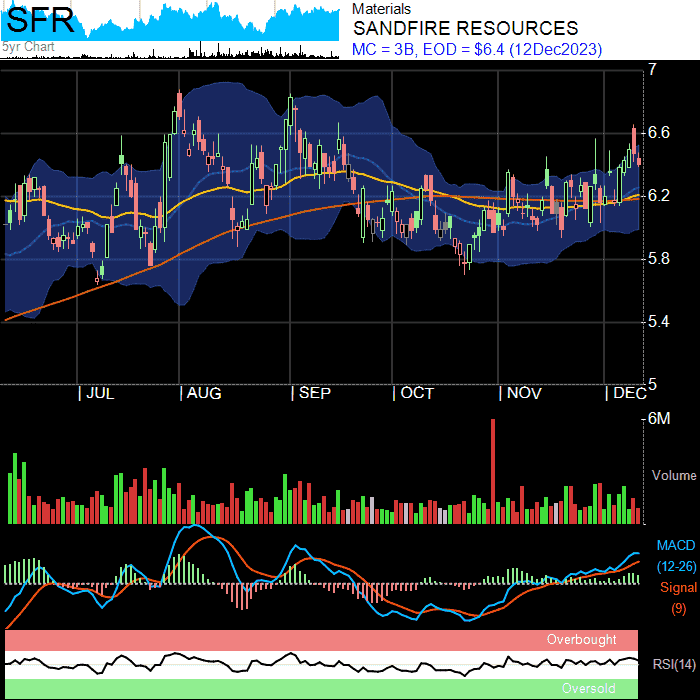 SFR
5yr Chart
Materials
SANDFIRE RESOURCES
MC = 3B, EOD = $6.4 (12Dec2023)
7
6.6
6.2
5.8
5.4
5
JUL AUG SEP OCT NOV DEC
6M
Volume
MACD
(12-26)
Signal
(9)
Overbought
RSI(14)
Oversold